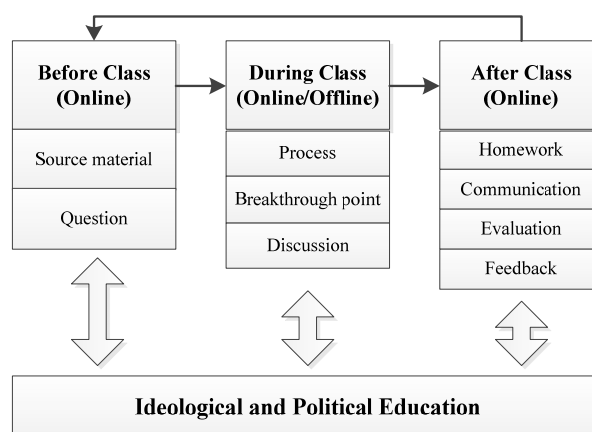 Before Class
(Online)
Source material
Question
During Class
(Online/Offline)
Process
Breakthrough point
Discussion
After Class
(Online)
Homework
Communication
Evaluation
Feedback
Ideological and Political Education